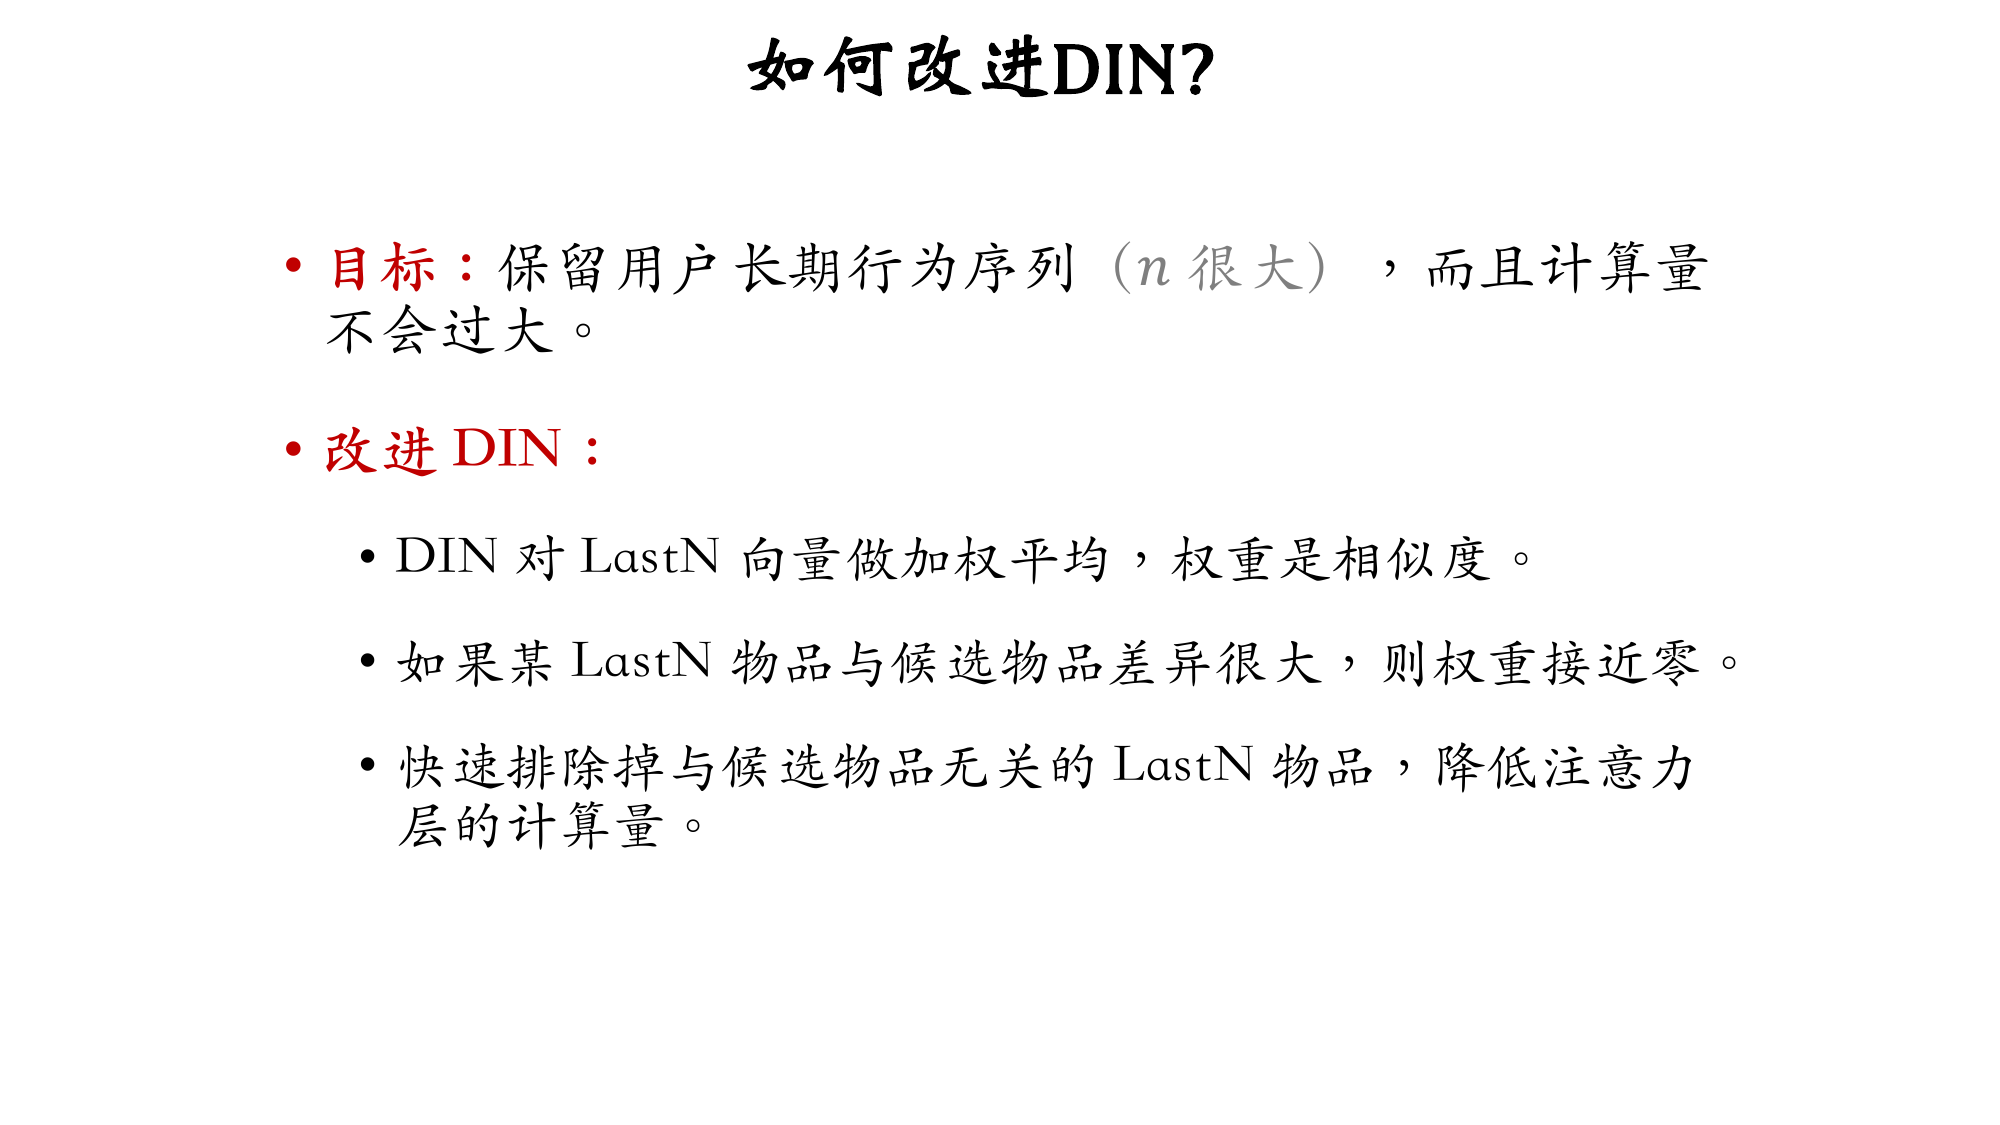 如何改进DIN?
• 目标：保留用户长期行为序列（n 很大），而且计算量
不会过大。
• 改进 DIN：
• DIN 对 LastN 向量做加权平均，权重是相似度。
• 如果某 LastN 物品与候选物品差异很大，则权重接近零。
• 快速排除掉与候选物品无关的 LastN 物品，降低注意力
层的计算量。